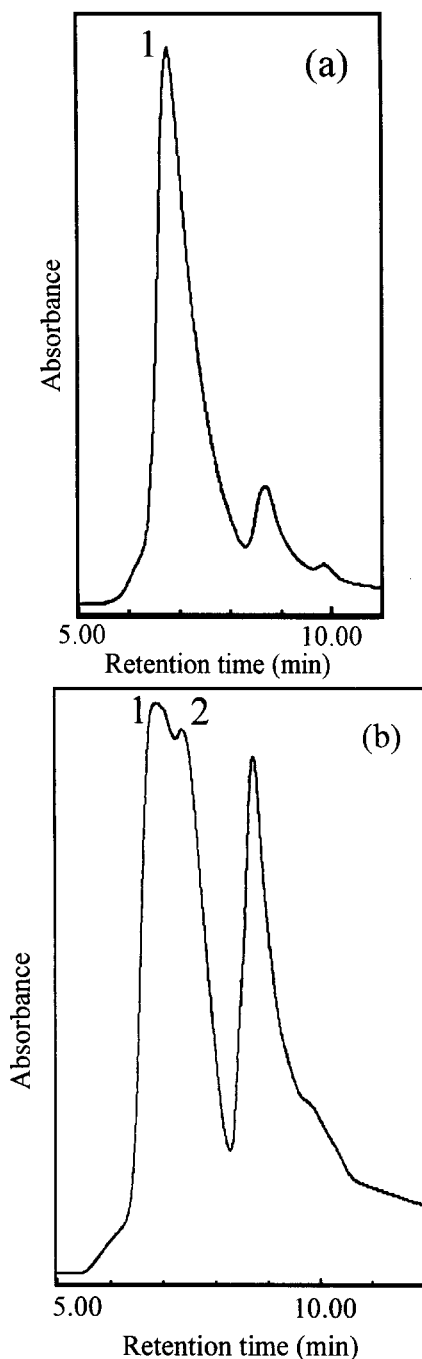 1
(a)
Absorbance
5.00 10.00
Retention time (min)
1 2
(b)
Absorbance
5.00 10.00
Retention time (min)